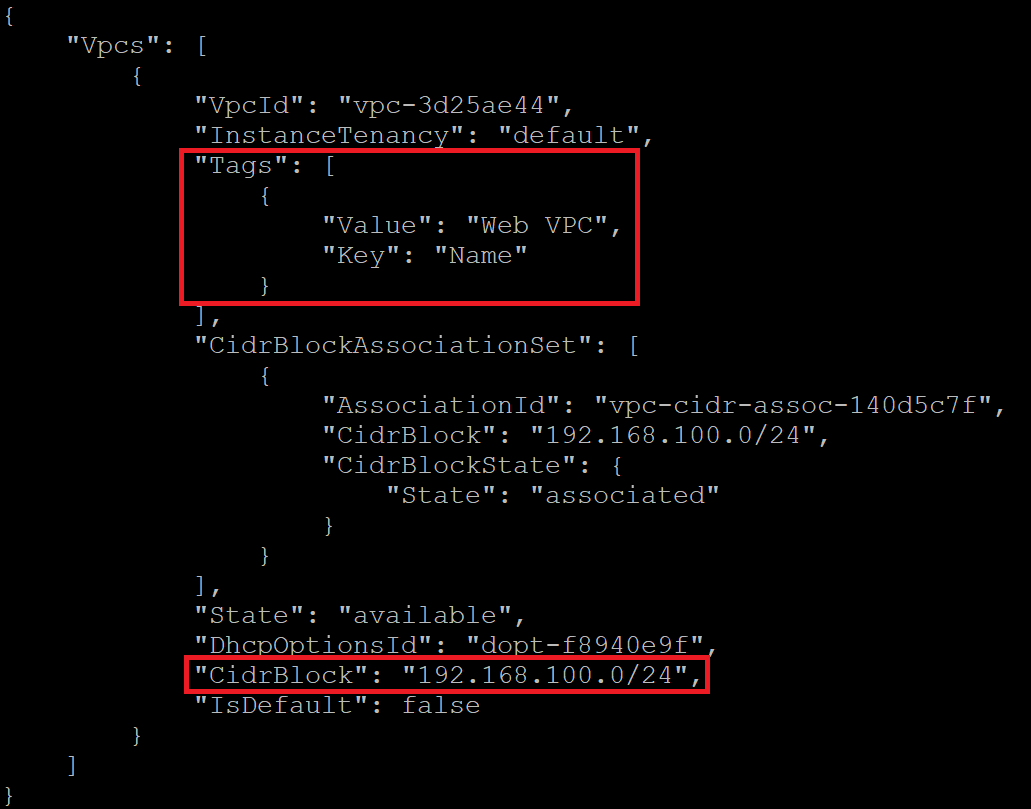 {
    "Vpcs": [
        {
            "VpcId": "vpc-3d25ae44",
            "InstanceTenancy": "default",
            "Tags": [
                {
                    "Value": "Web VPC",
                    "Key": "Name"
                }
            ],
            "CidrBlockAssociationSet": [
                {
                    "AssociationId": "vpc-cidr-assoc-140d5c7f",
                    "CidrBlock": "192.168.100.0/24",
                    "CidrBlockState": {
                        "State": "associated"
                    }
                }
            ],
            "State": "available",
            "DhcpOptionsId": "dopt-f8940e9f",
            "CidrBlock": "192.168.100.0/24",
            "IsDefault": false
        }
    ]
}